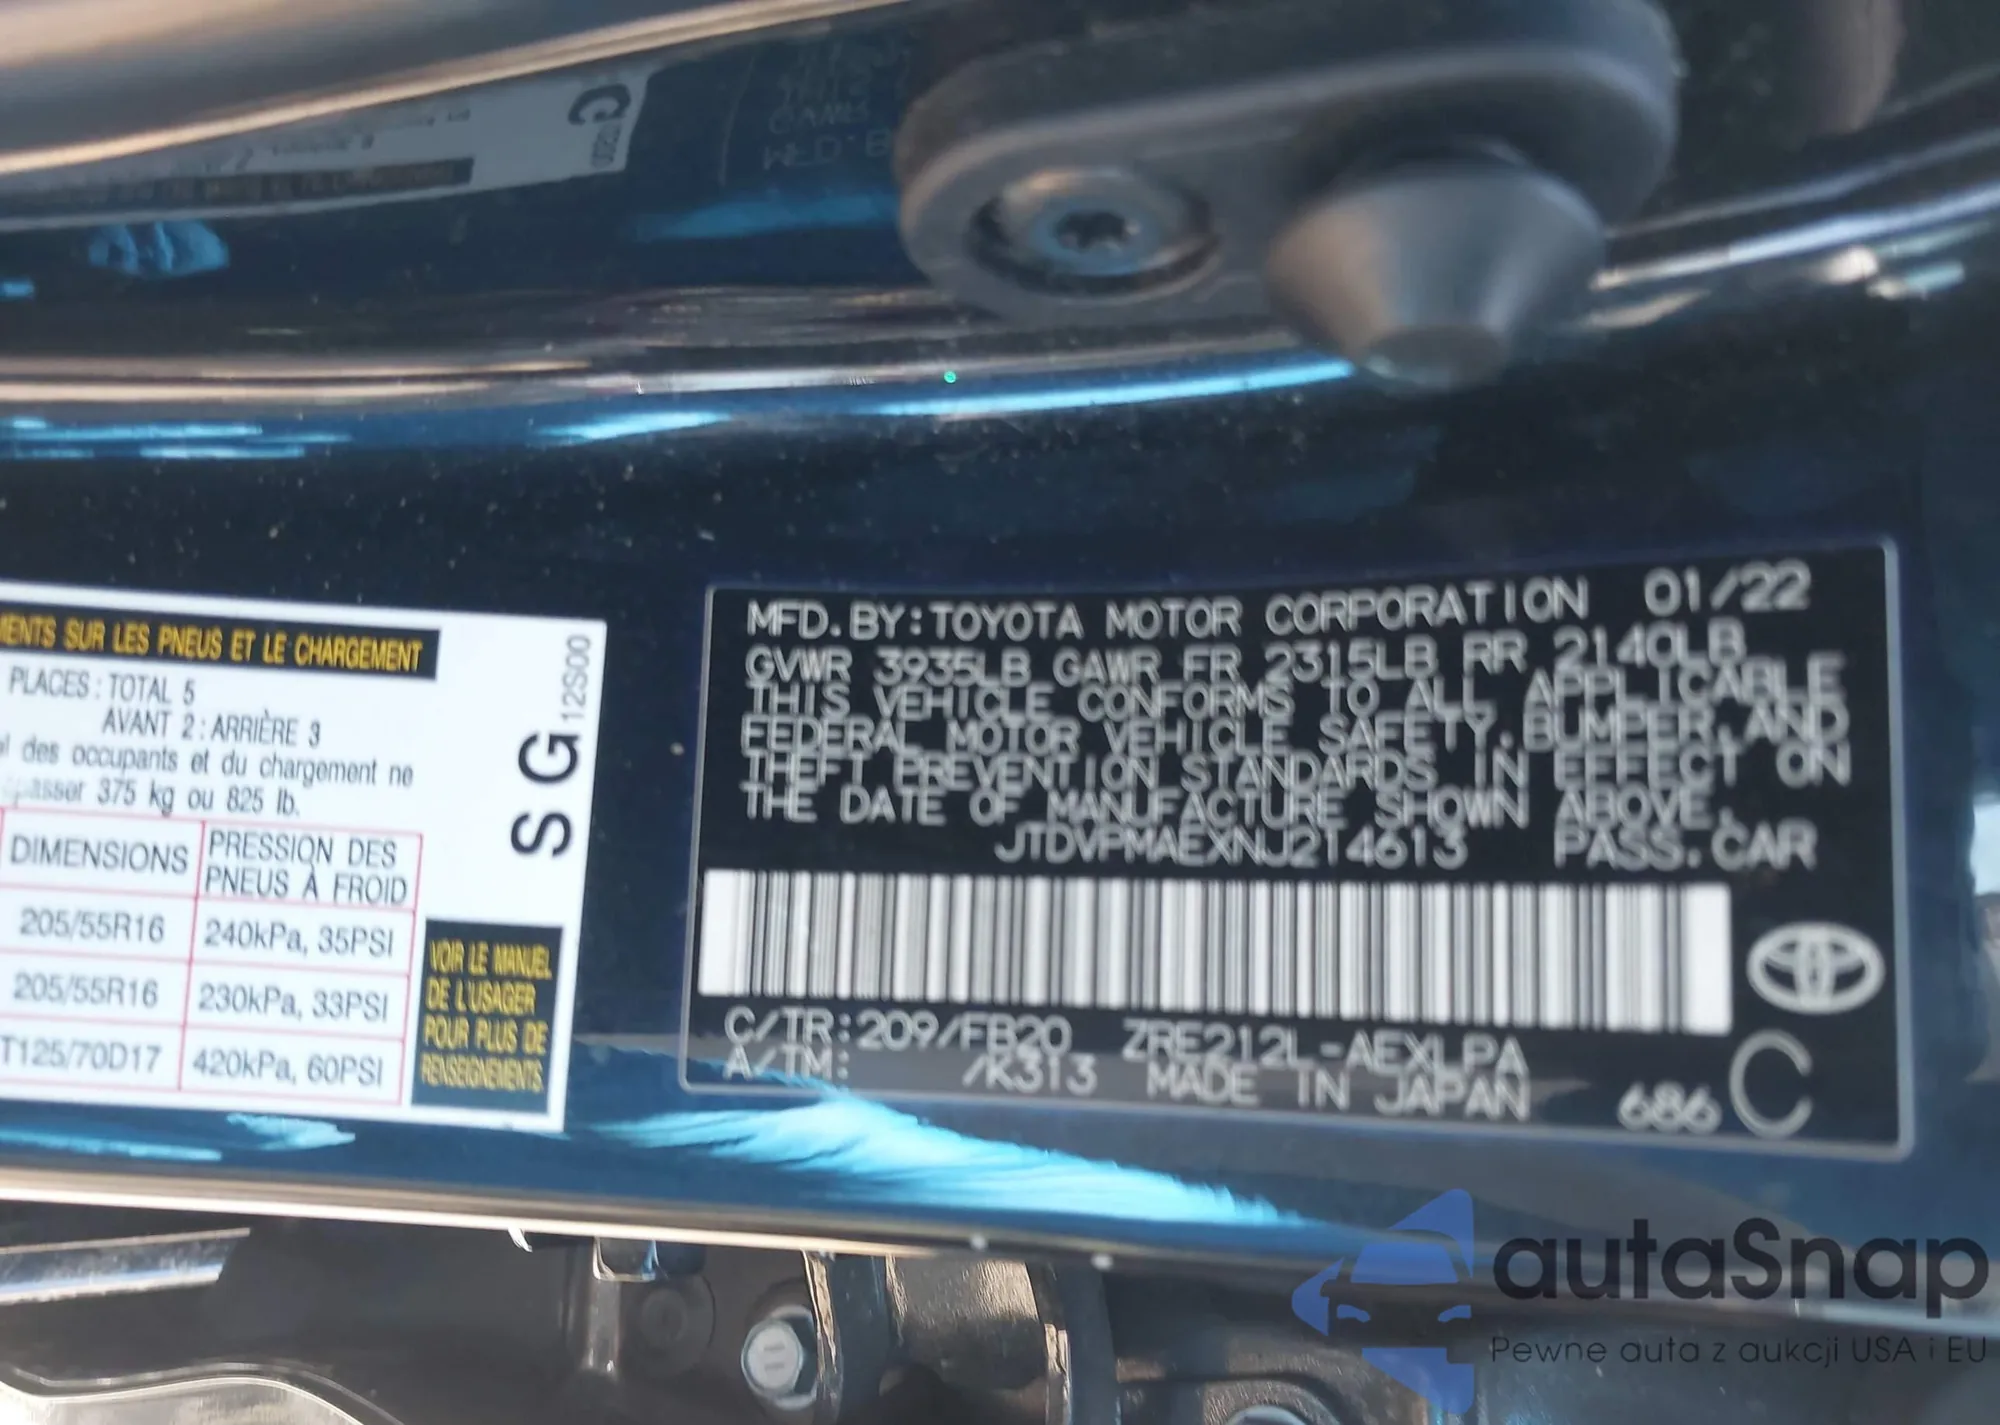 MENTS SUR LES PNEUS ET LE CHARGEMENT
PLACES : TOTAL 5
AVANT 2 : ARRIÈRE 3
des occupants et du chargement ne
375 kg ou 825 lb.
DIMENSIONS
PRESSION DES
PNEUS À FROID
205/55R16
240kPa, 35PSI
205/55R16
230kPa, 33PSI
T125/70D17
420kPa, 60PSI
VOIR LE MANUEL
DE L'USAGER
POUR PLUS DE
RENSEIGNEMENTS
SG
12S00
MFD.BY:TOYOTA MOTOR CORPORATION 01/22
GVWR 3935LB GAWR FR 2315LB RR 2140LB
THIS VEHICLE CONFORMS TO ALL APPLICABLE
FEDERAL MOTOR VEHICLE SAFETY,BUMPER,AND
THEFT PREVENTION STANDARDS IN EFFECT ON
THE DATE OF MANUFACTURE SHOWN ABOVE.
JTDVPMAEXNJ214613 PASS.CAR
C/TR:209/FB20 ZRE212L-AEXLPA
A/TM: /K313 MADE IN JAPAN
686 C
autaSnap
Pewne auta z aukcji USA i EU